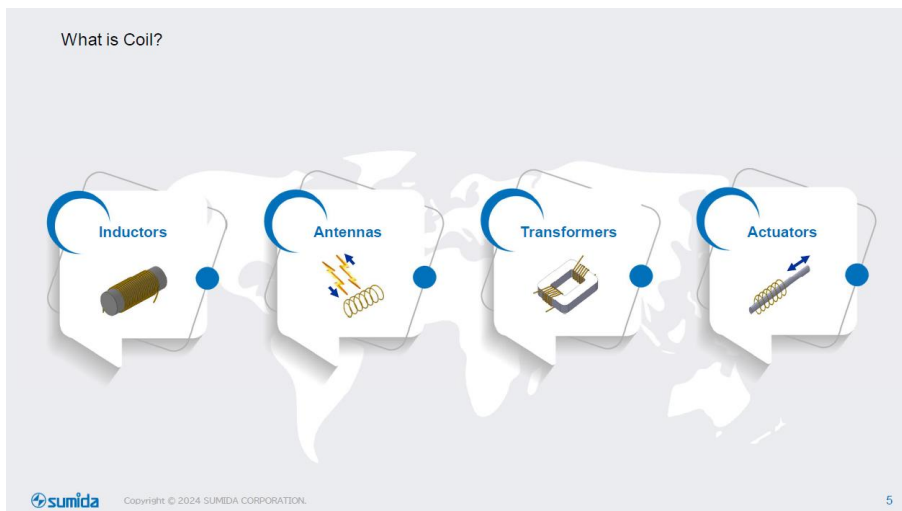 What is Coil?
Inductors
Antennas
Transformers
Actuators
sumida
Copyright © 2024 SUMIDA CORPORATION.
5